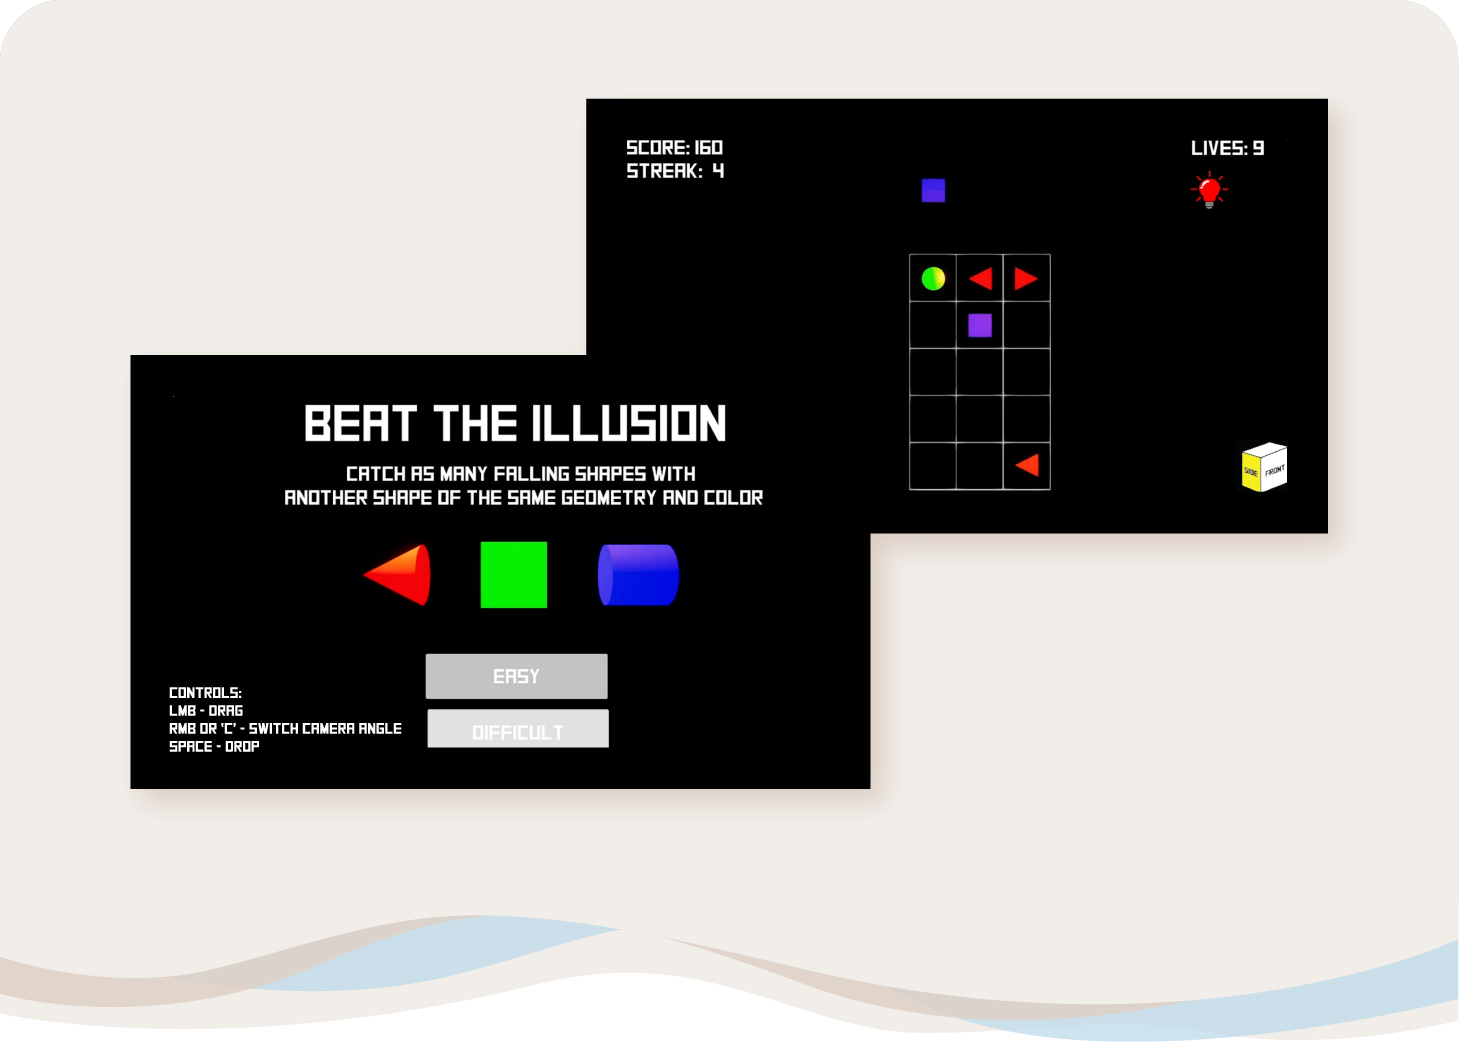 SCORE: 160
STREAK: 4
LIVES: 9
SIDE
FRONT
BEAT THE ILLUSION
CATCH AS MANY FALLING SHAPES WITH
ANOTHER SHAPE OF THE SAME GEOMETRY AND COLOR
EASY
DIFFICULT
CONTROLS:
LMB - DRAG
RMB OR 'C' - SWITCH CAMERA ANGLE
SPACE - DROP